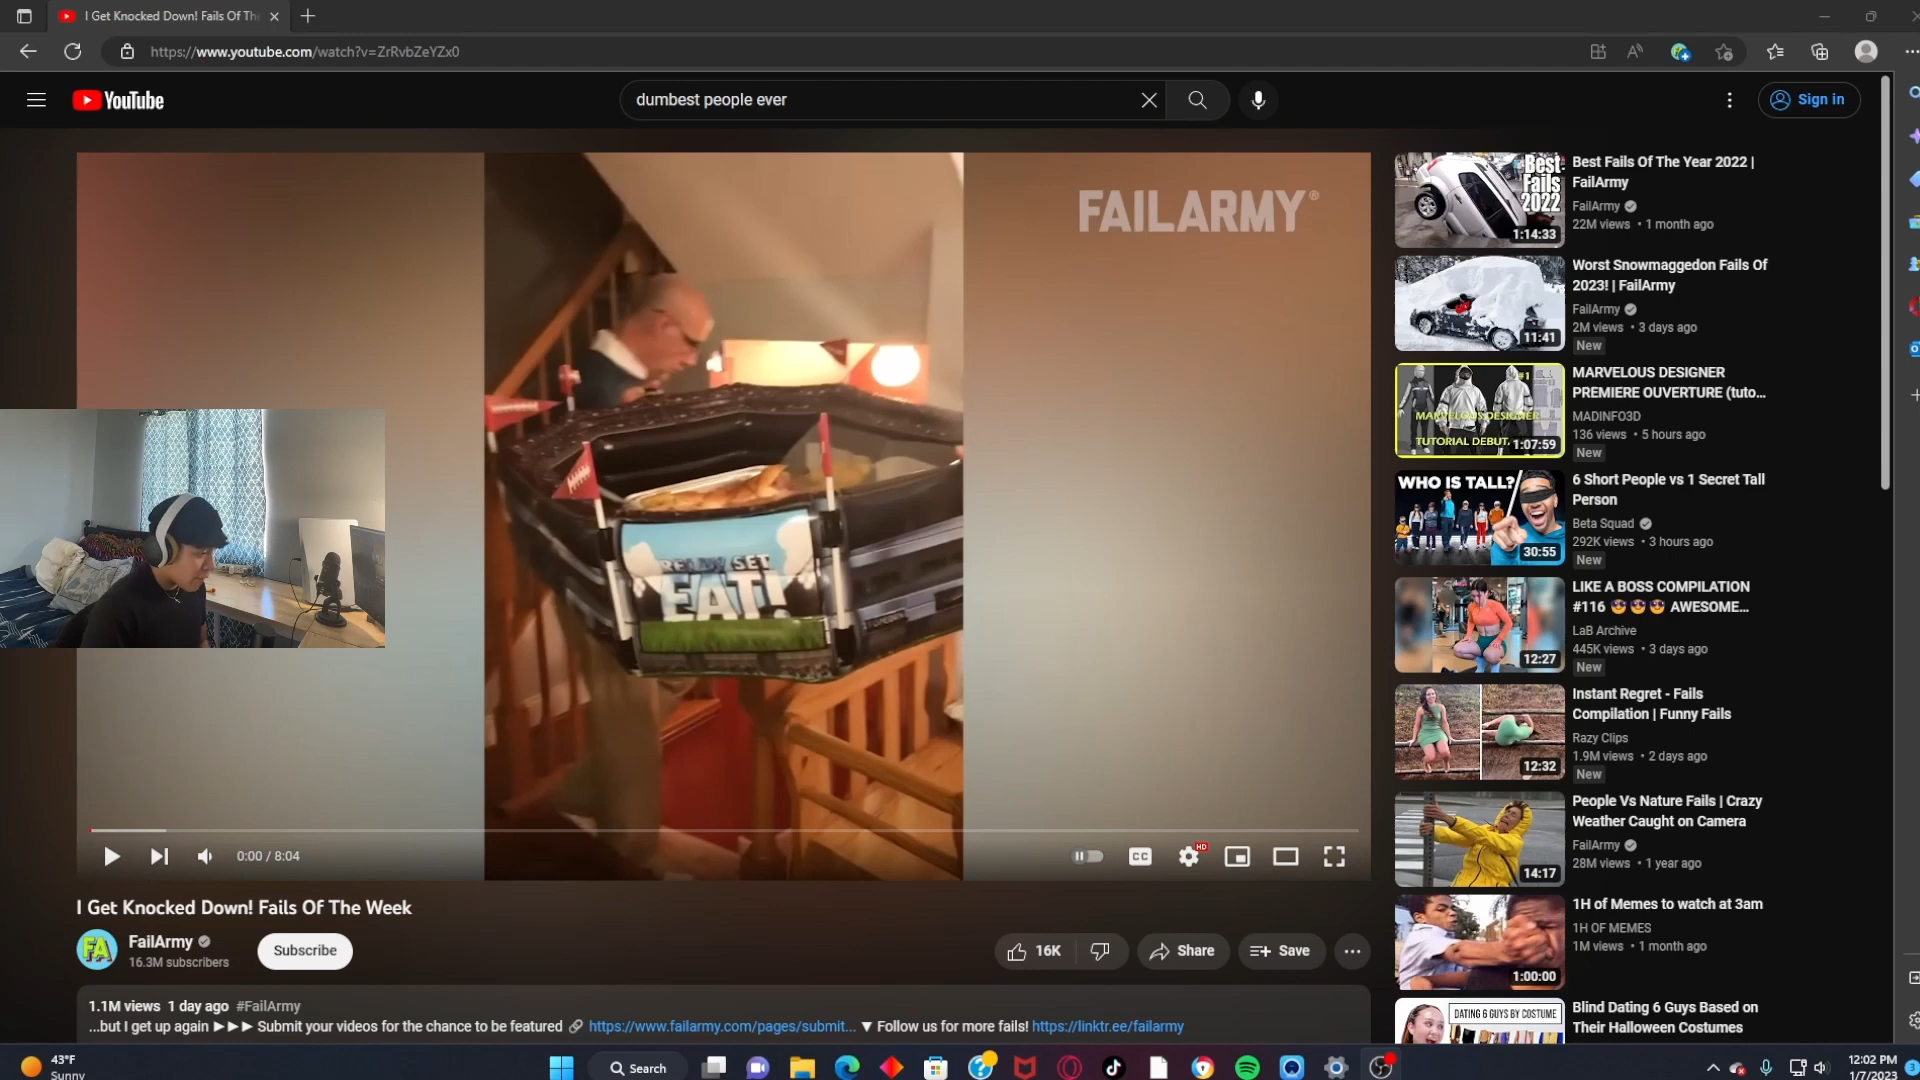 I Get Knocked Down! Fails Of Th
https://www.youtube.com/watch?v=ZrRvbZeYZx0
YouTube
dumbest people ever
Sign in
FAILARMY®
READY SET
EAT!
0:00 / 8:04
CC
HD
I Get Knocked Down! Fails Of The Week
FA
FailArmy
16.3M subscribers
Subscribe
16K
Share
Save
1.1M views 1 day ago #FailArmy
...but I get up again ►►► Submit your videos for the chance to be featured 🔗 https://www.failarmy.com/pages/submit... ▼ Follow us for more fails! https://linktr.ee/failarmy
Best Fails 2022
1:14:33
Best Fails Of The Year 2022 |
FailArmy
FailArmy
22M views • 1 month ago
11:41
Worst Snowmaggedon Fails Of
2023! | FailArmy
FailArmy
2M views • 3 days ago
New
#1
MARVELOUS DESIGNER
TUTORIAL DEBUT.
1:07:59
MARVELOUS DESIGNER
PREMIERE OUVERTURE (tuto...
MADINFO3D
136 views • 5 hours ago
New
WHO IS TALL?
30:55
6 Short People vs 1 Secret Tall
Person
Beta Squad
292K views • 3 hours ago
New
12:27
LIKE A BOSS COMPILATION
#116 😎😎😎 AWESOME...
LaB Archive
445K views • 3 days ago
New
12:32
Instant Regret - Fails
Compilation | Funny Fails
Razy Clips
1.9M views • 2 days ago
New
14:17
People Vs Nature Fails | Crazy
Weather Caught on Camera
FailArmy
28M views • 1 year ago
1:00:00
1H of Memes to watch at 3am
1H OF MEMES
1M views • 1 month ago
DATING 6 GUYS BY COSTUME
Blind Dating 6 Guys Based on
Their Halloween Costumes
43°F
Sunny
Search
12:02 PM
1/7/2023
3